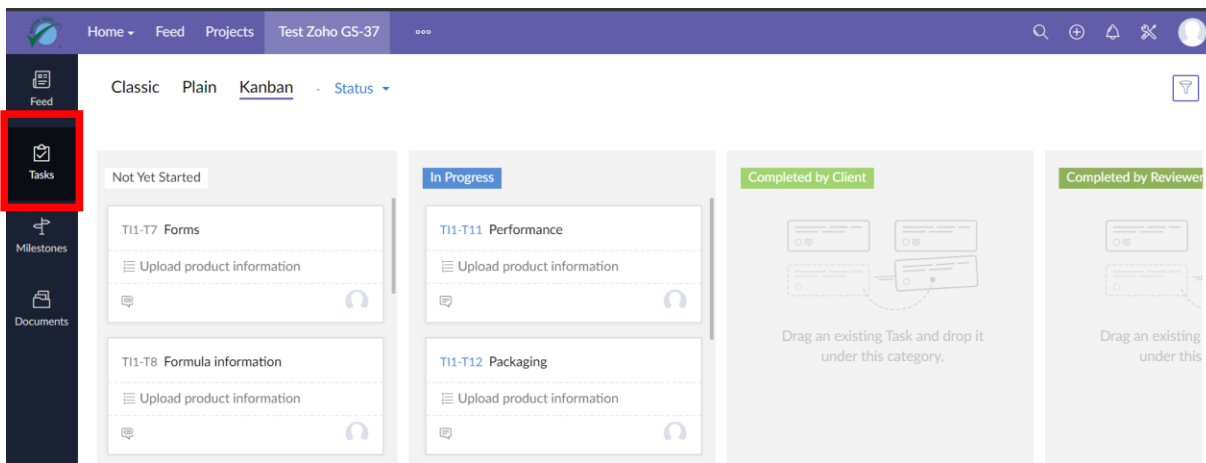 Home Feed Projects Test Zoho GS-37
Feed
Tasks
Milestones
Documents
Classic Plain Kanban - Status
Not Yet Started
TI1-T7 Forms
Upload product information
TI1-T8 Formula information
Upload product information
In Progress
TI1-T11 Performance
Upload product information
TI1-T12 Packaging
Upload product information
Completed by Client
Drag an existing Task and drop it
under this category.
Completed by Reviewer
Drag an existing
under this